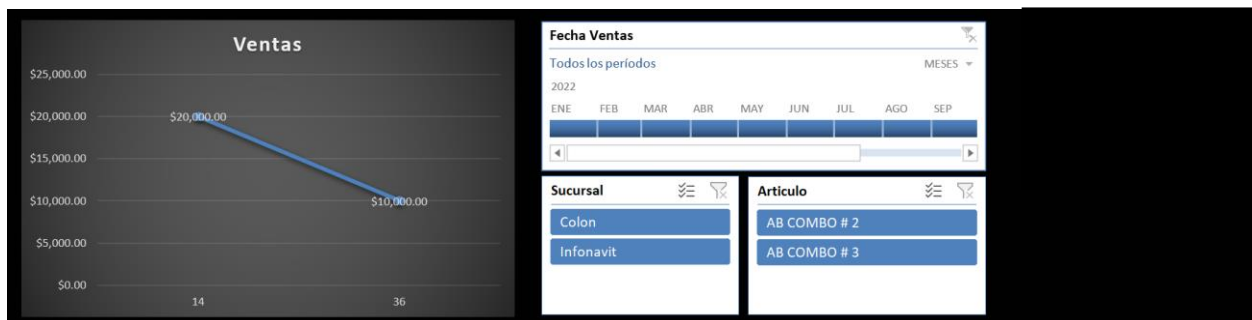 Ventas
$25,000.00
$20,000.00
$15,000.00
$10,000.00
$5,000.00
$0.00
$20,000.00
$10,000.00
14 36
Fecha Ventas
Todos los períodos MESES
2022
ENE FEB MAR ABR MAY JUN JUL AGO SEP
Sucursal
Colon
Infonavit
Articulo
AB COMBO # 2
AB COMBO # 3